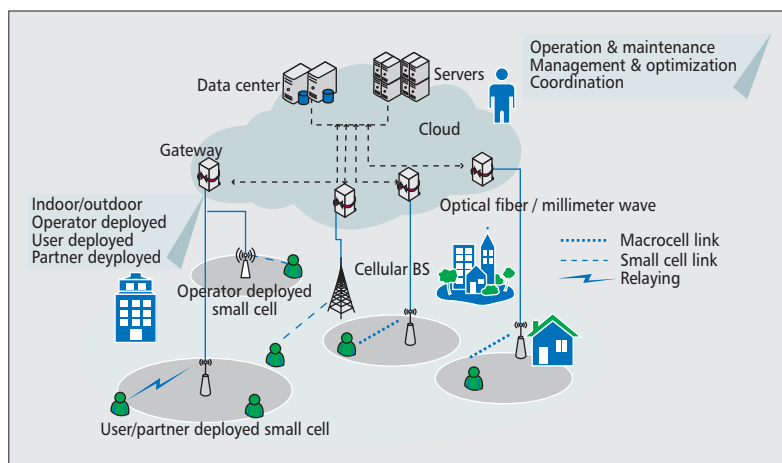 Operation & maintenance
Management & optimization
Coordination
Data center
Servers
Cloud
Gateway
Indoor/outdoor
Operator deployed
User deployed
Partner deyployed
Optical fiber / millimeter wave
Macrocell link
Small cell link
Relaying
Cellular BS
Operator deployed
small cell
User/partner deployed small cell